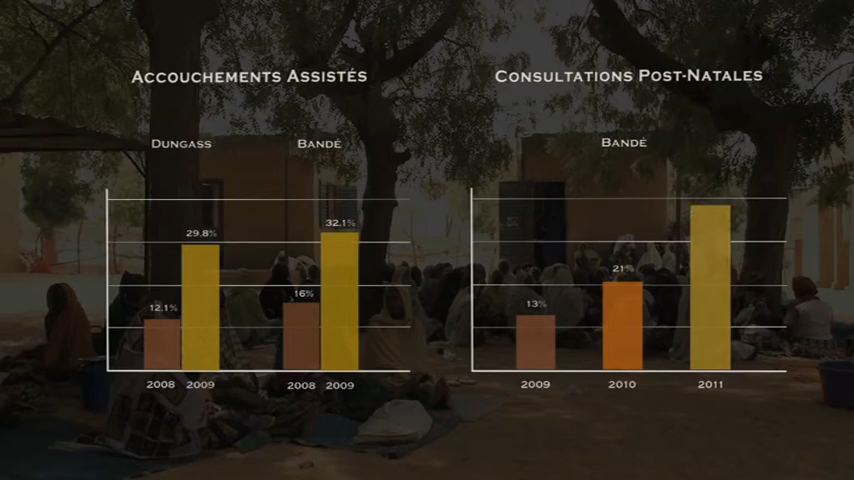 ACCOUCHEMENTS ASSISTÉS
DUNGASS
BANDÉ
12.1%
29.8%
16%
32.1%
2008
2009
2008
2009
CONSULTATIONS POST-NATALES
BANDÉ
13%
21%
2009
2010
2011